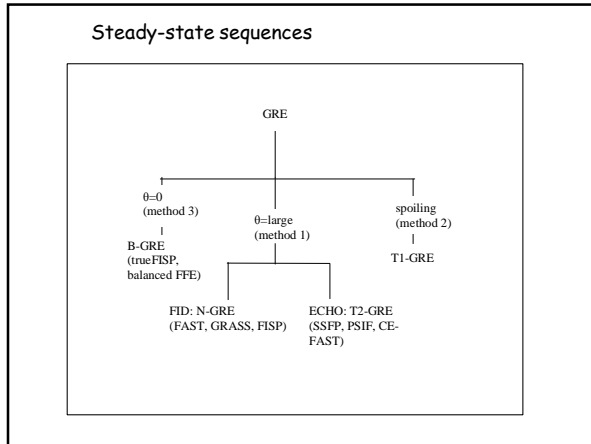 Steady-state sequences
GRE
θ=0
(method 3)
B-GRE
(trueFISP,
balanced FFE)
θ=large
(method 1)
spoiling
(method 2)
T1-GRE
FID: N-GRE
(FAST, GRASS, FISP)
ECHO: T2-GRE
(SSFP, PSIF, CE-
FAST)